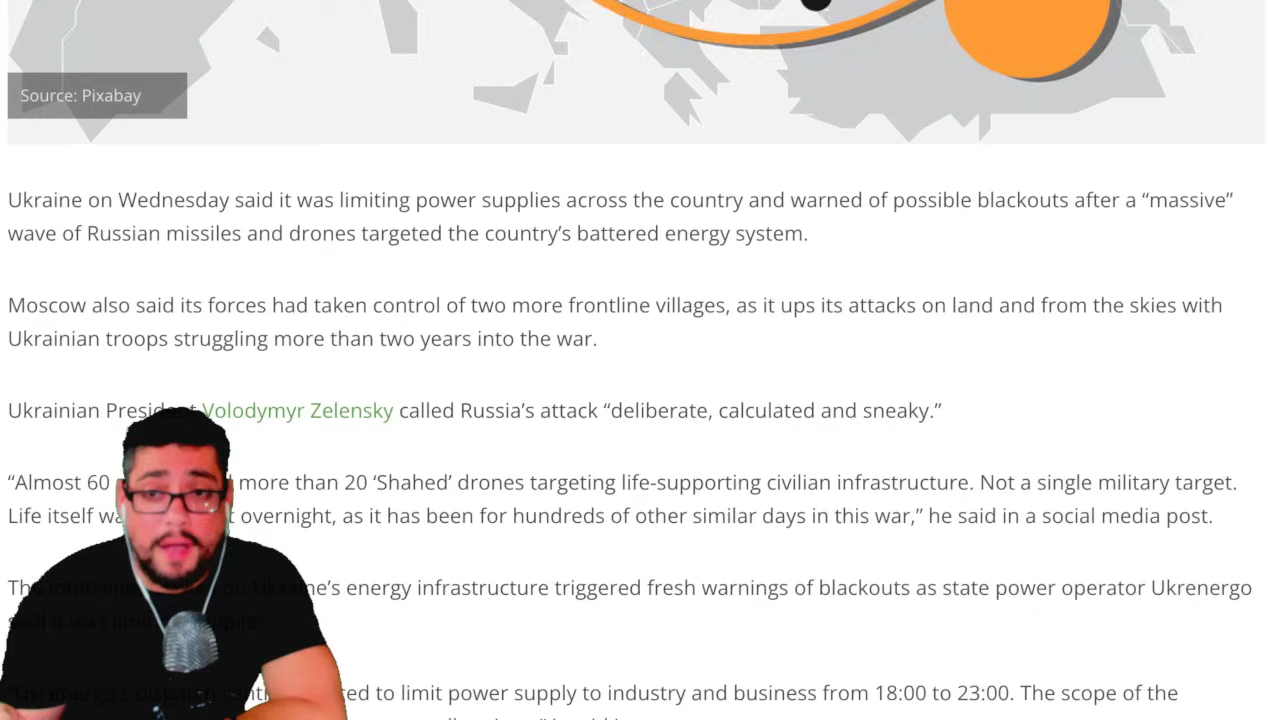 Source: Pixabay
Ukraine on Wednesday said it was limiting power supplies across the country and warned of possible blackouts after a “massive”
wave of Russian missiles and drones targeted the country’s battered energy system.
Moscow also said its forces had taken control of two more frontline villages, as it ups its attacks on land and from the skies with
Ukrainian troops struggling more than two years into the war.
Ukrainian President Volodymyr Zelensky called Russia’s attack “deliberate, calculated and sneaky.”
“Almost 60 more than 20 ‘Shahed’ drones targeting life-supporting civilian infrastructure. Not a single military target.
Life itself overnight, as it has been for hundreds of other similar days in this war,” he said in a social media post.
The on Ukraine’s energy infrastructure triggered fresh warnings of blackouts as state power operator Ukrenergo
said it was
to limit power supply to industry and business from 18:00 to 23:00. The scope of the